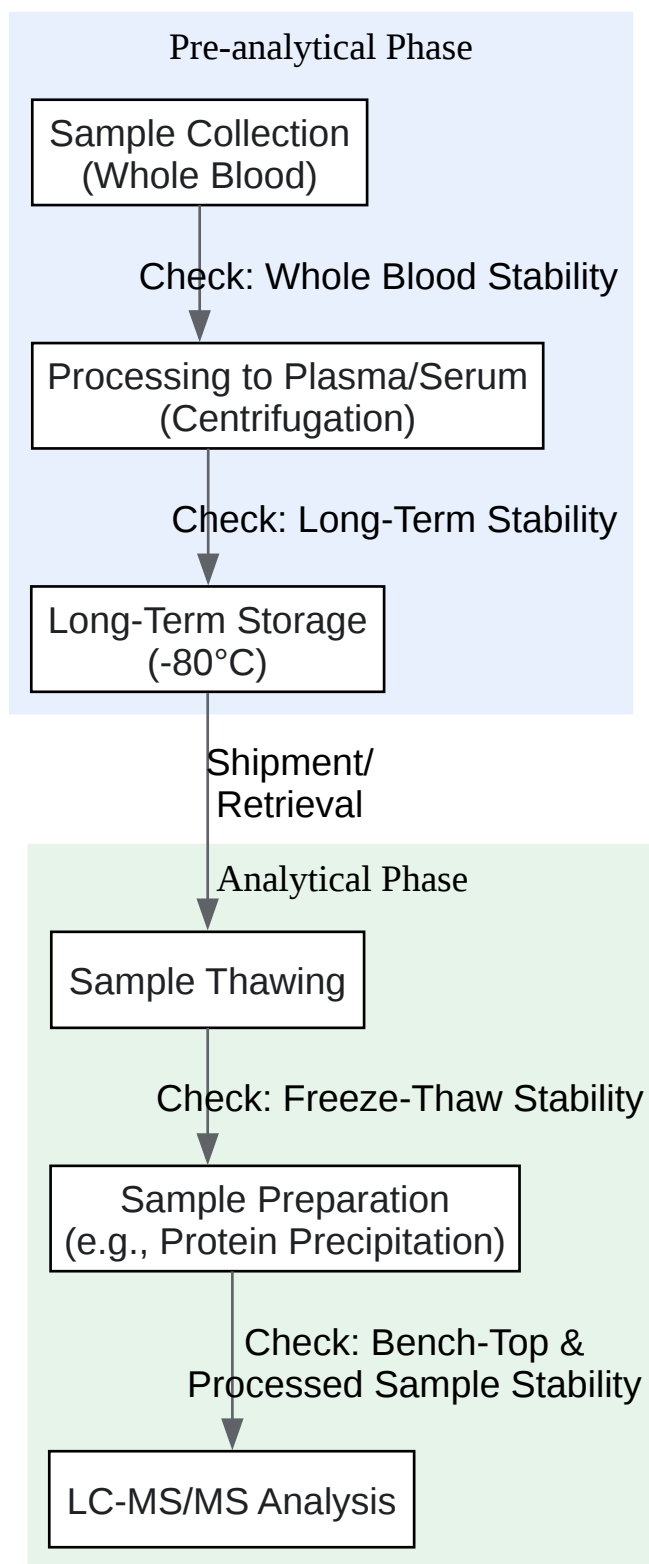 Pre-analytical Phase
Sample Collection
(Whole Blood)
Check: Whole Blood Stability
Processing to Plasma/Serum
(Centrifugation)
Check: Long-Term Stability
Long-Term Storage
(-80°C)
Shipment/
Retrieval
Analytical Phase
Sample Thawing
Check: Freeze-Thaw Stability
Sample Preparation
(e.g., Protein Precipitation)
Check: Bench-Top &
Processed Sample Stability
LC-MS/MS Analysis